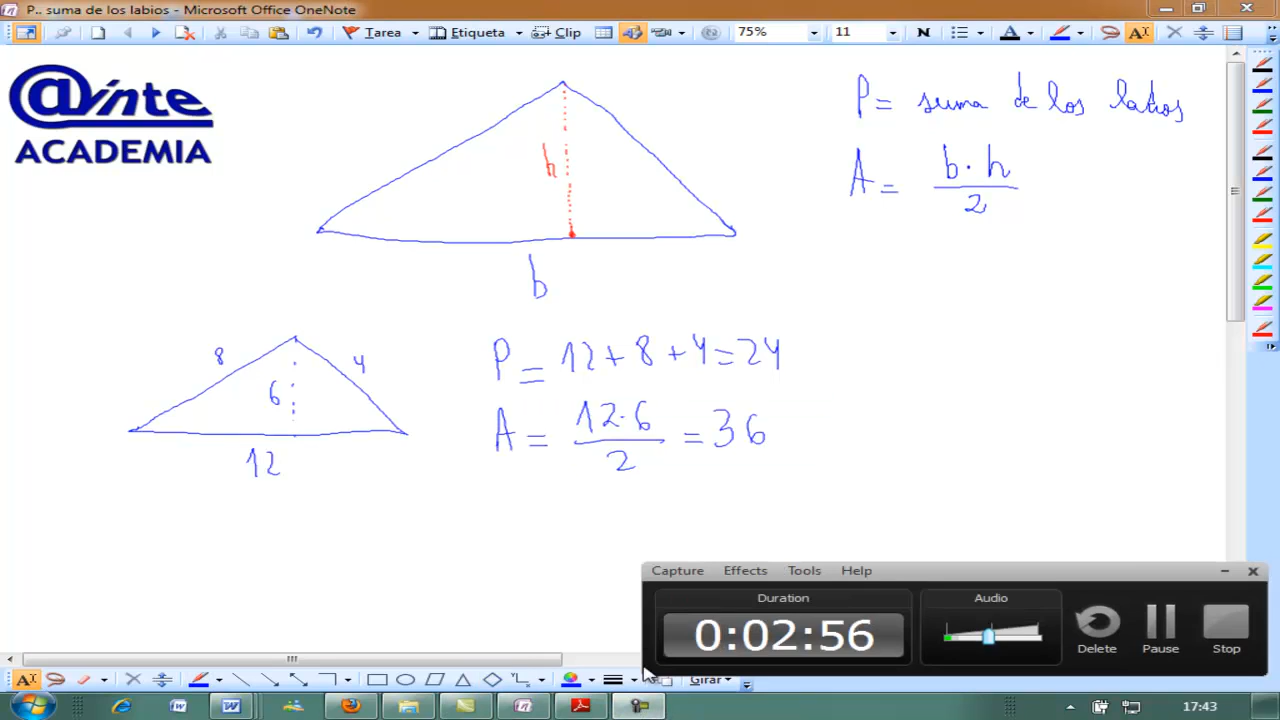 P.. suma de los labios - Microsoft Office OneNote
Tarea Etiqueta Clip 75% 11 N A A
@ínte
ACADEMIA
P = suma de los lados
A = b · h / 2
h
b
8 4
6
12
P = 12 + 8 + 4 = 24
A = 12 · 6 / 2 = 36
Capture Effects Tools Help
Duration Audio
0:02:56
Delete Pause Stop
A Girar
17:43